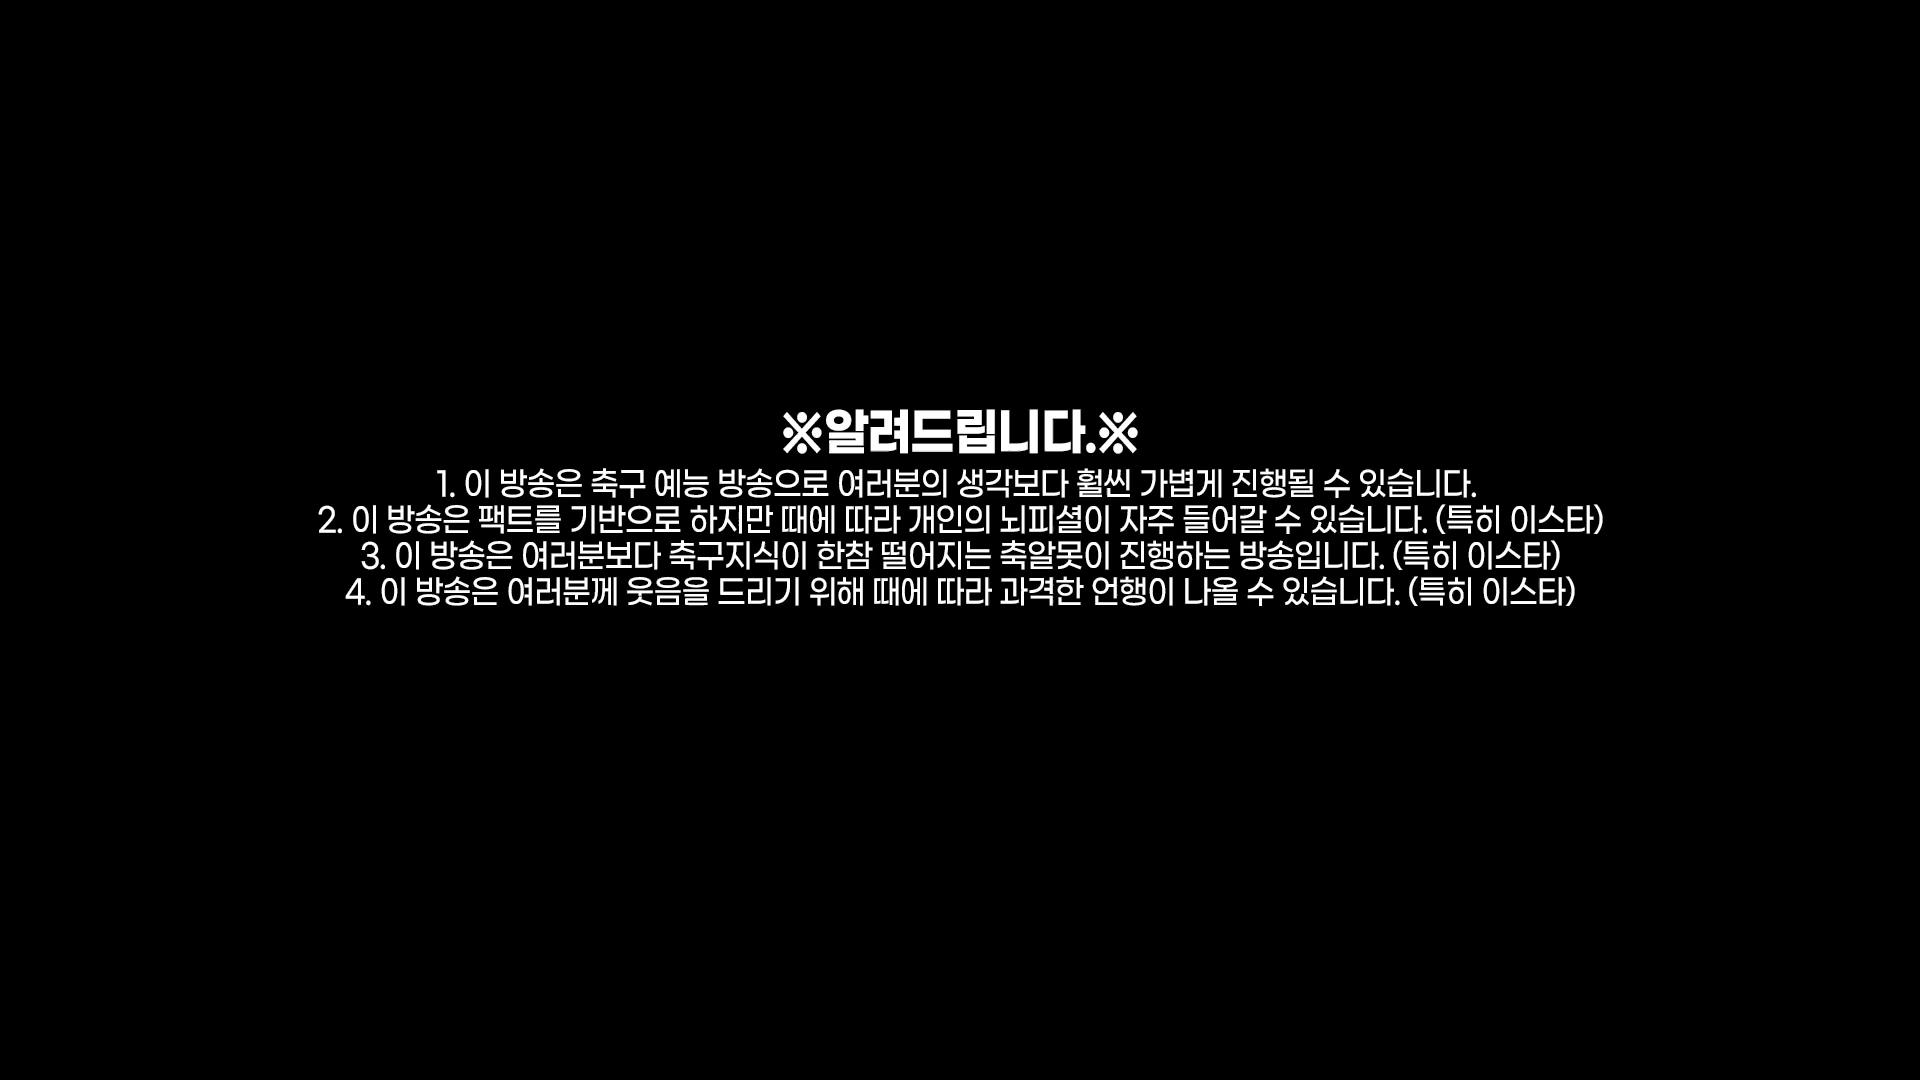 ※알려드립니다.※
1. 이 방송은 축구 예능 방송으로 여러분의 생각보다 훨씬 가볍게 진행될 수 있습니다.
2. 이 방송은 팩트를 기반으로 하지만 때에 따라 개인의 뇌피셜이 자주 들어갈 수 있습니다. (특히 이스타)
3. 이 방송은 여러분보다 축구지식이 한참 떨어지는 축알못이 진행하는 방송입니다. (특히 이스타)
4. 이 방송은 여러분께 웃음을 드리기 위해 때에 따라 과격한 언행이 나올 수 있습니다. (특히 이스타)